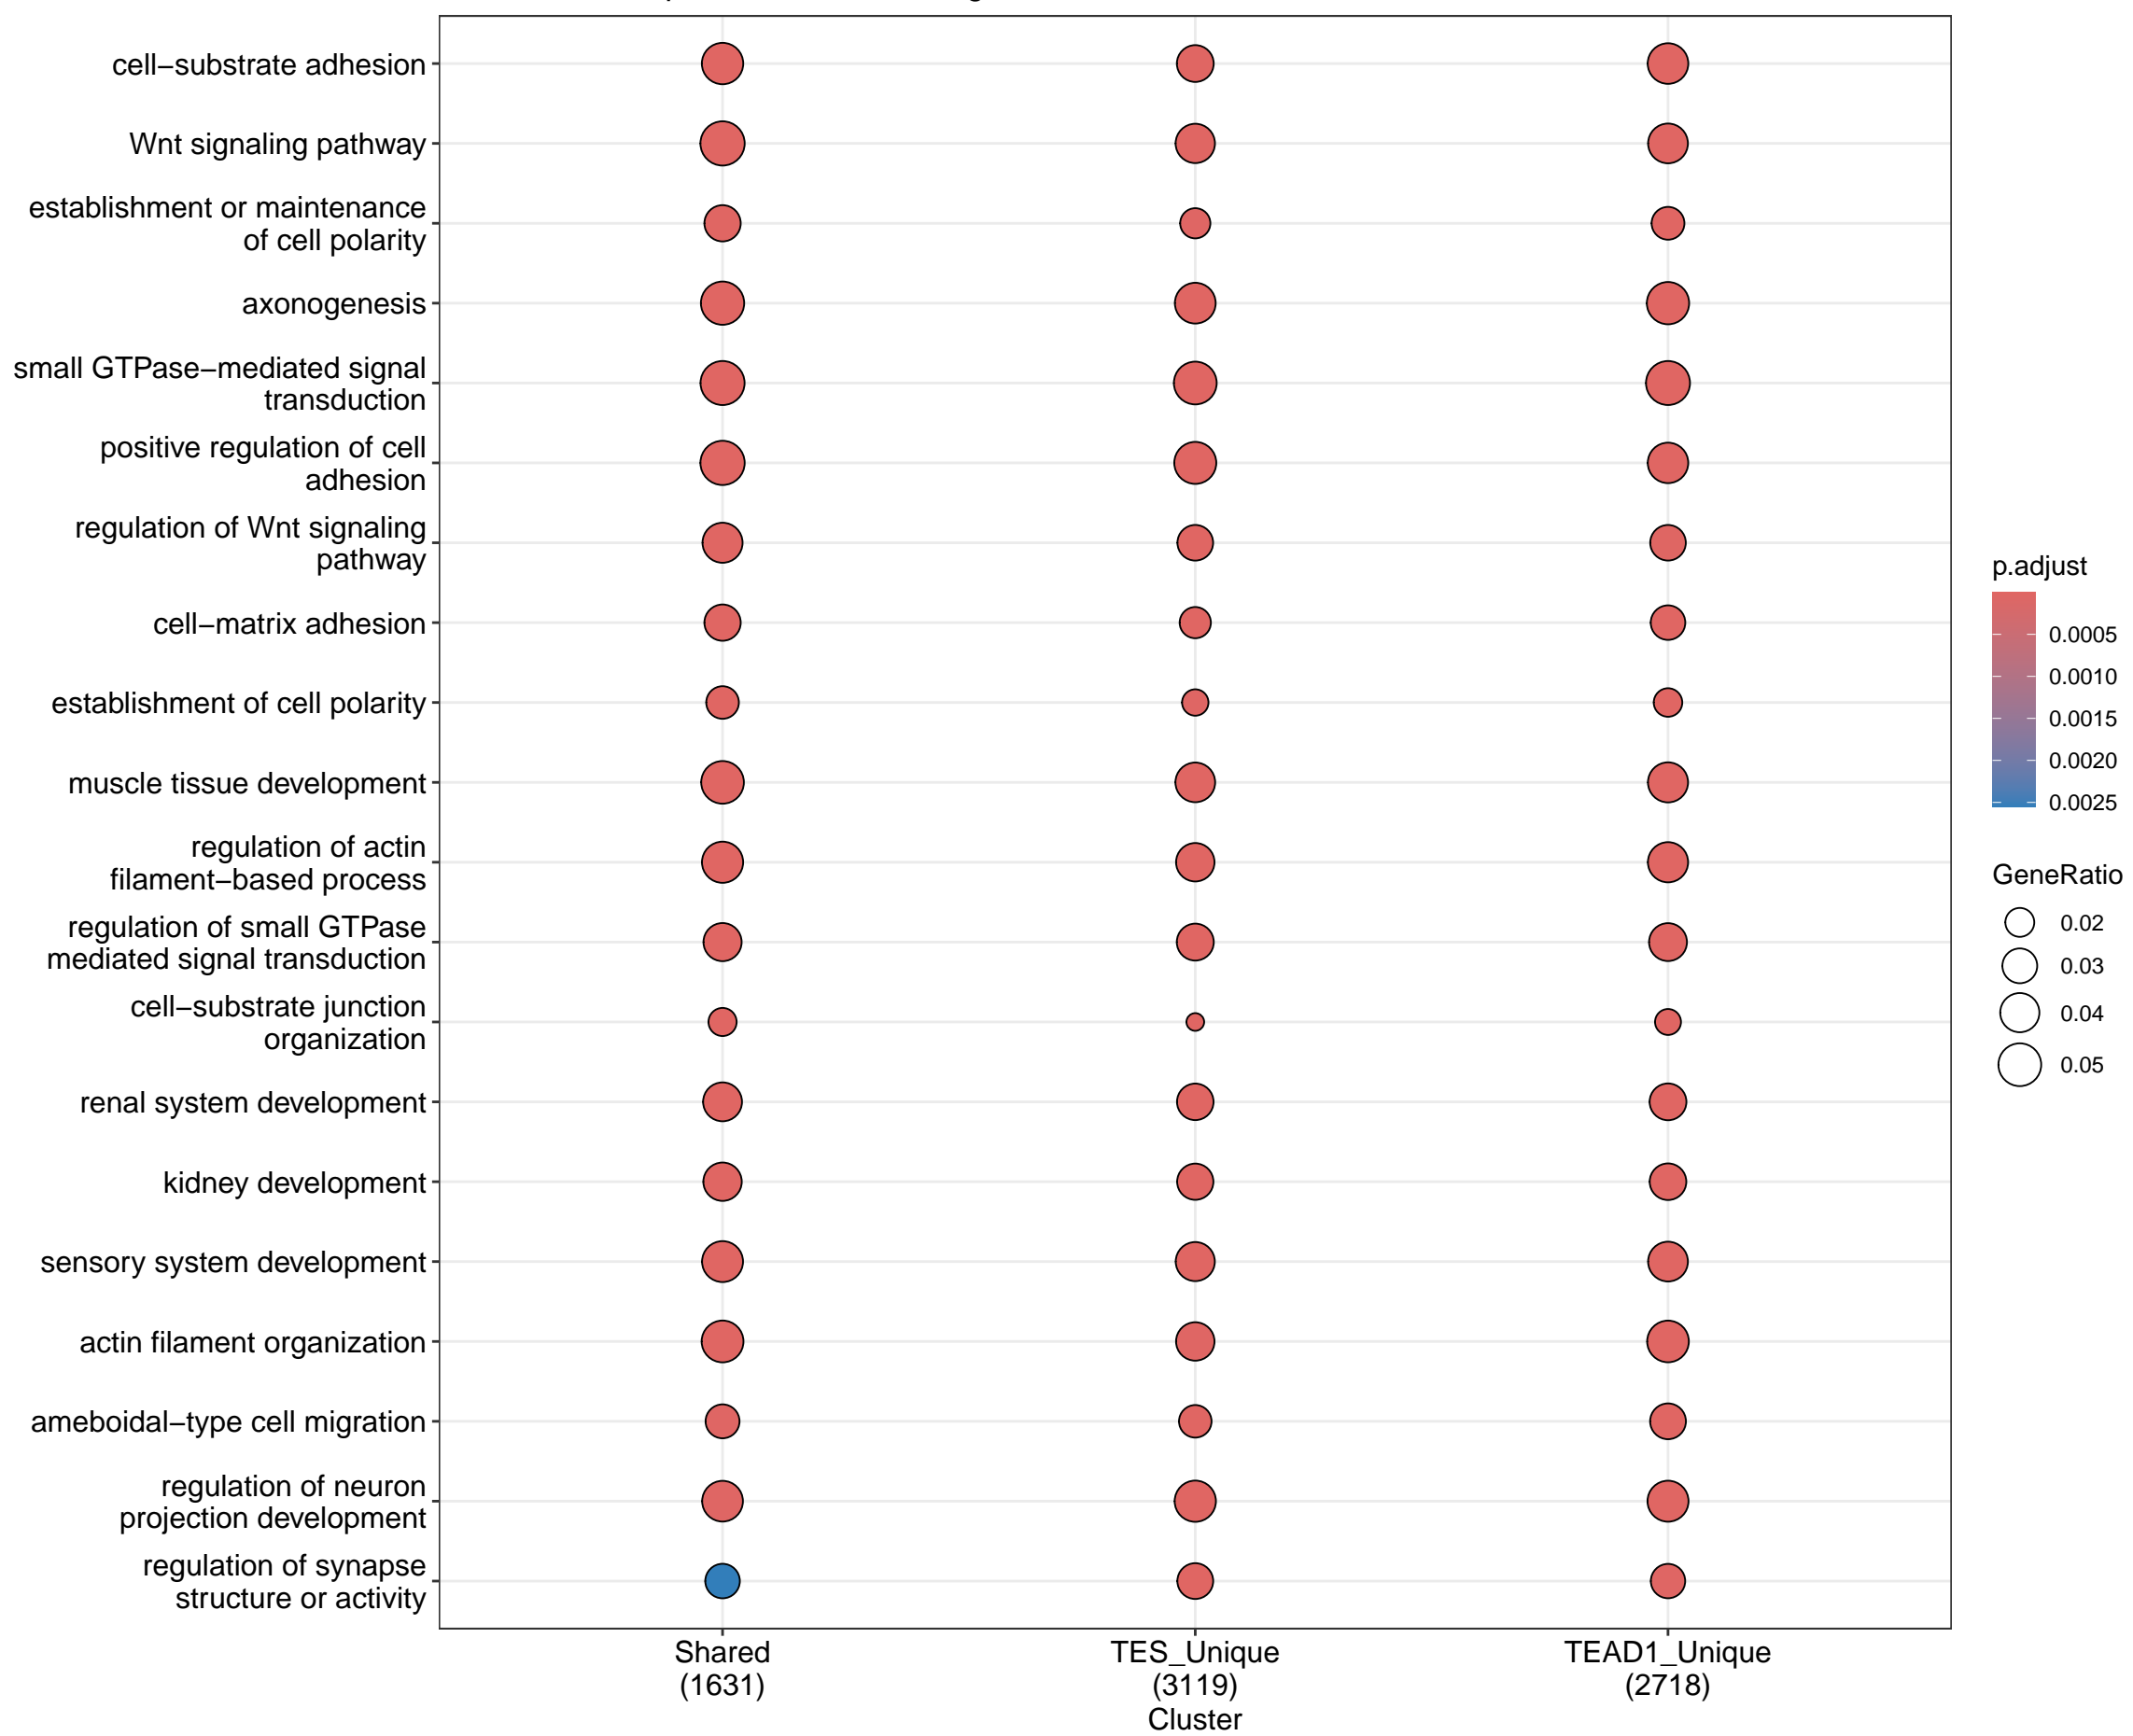 cell−substrate adhesion
Wnt signaling pathway
establishment or maintenance
of cell polarity
axonogenesis
small GTPase−mediated signal
transduction
positive regulation of cell
adhesion
regulation of Wnt signaling
pathway
cell−matrix adhesion
establishment of cell polarity
muscle tissue development
regulation of actin
filament−based process
regulation of small GTPase
mediated signal transduction
cell−substrate junction
organization
renal system development
kidney development
sensory system development
actin filament organization
ameboidal−type cell migration
regulation of neuron
projection development
regulation of synapse
structure or activity
Shared
(1631)
TES_Unique
(3119)
TEAD1_Unique
(2718)
Cluster
p.adjust
0.0005
0.0010
0.0015
0.0020
0.0025
GeneRatio
0.02
0.03
0.04
0.05